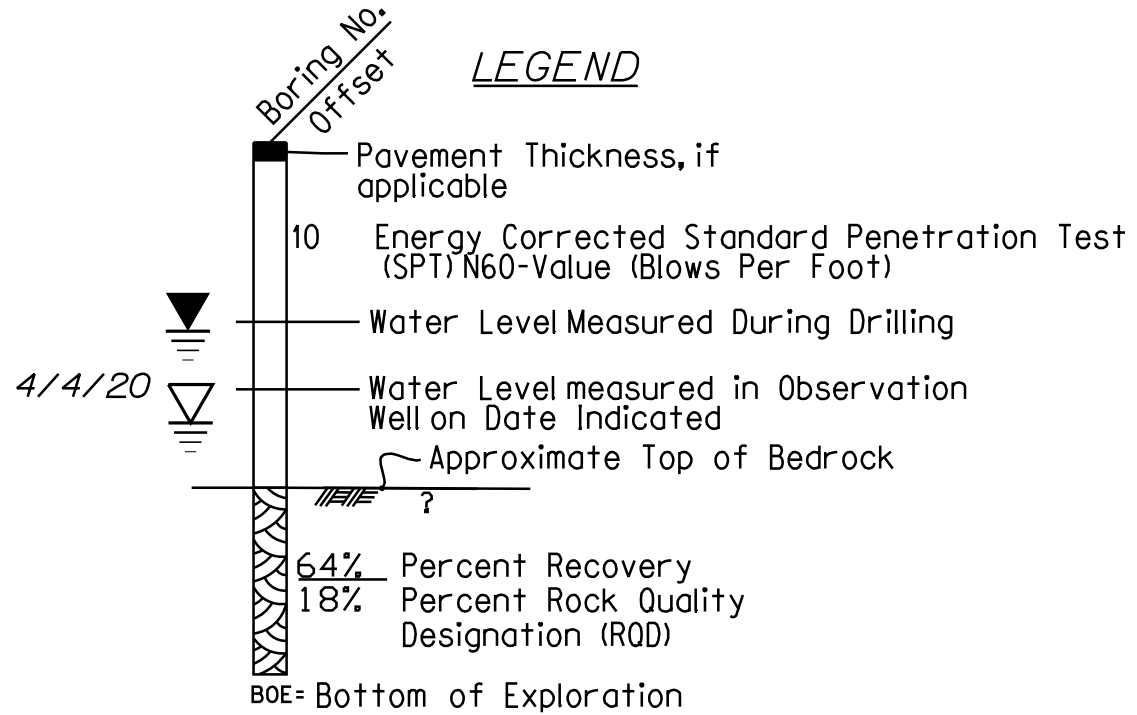 Boring No.
Offset
LEGEND
Pavement Thickness, if
applicable
10 Energy Corrected Standard Penetration Test
(SPT) N60-Value (Blows Per Foot)
Water Level Measured During Drilling
4/4/20 Water Level measured in Observation
Well on Date Indicated
Approximate Top of Bedrock
?
64% Percent Recovery
18% Percent Rock Quality
Designation (RQD)
BOE= Bottom of Exploration